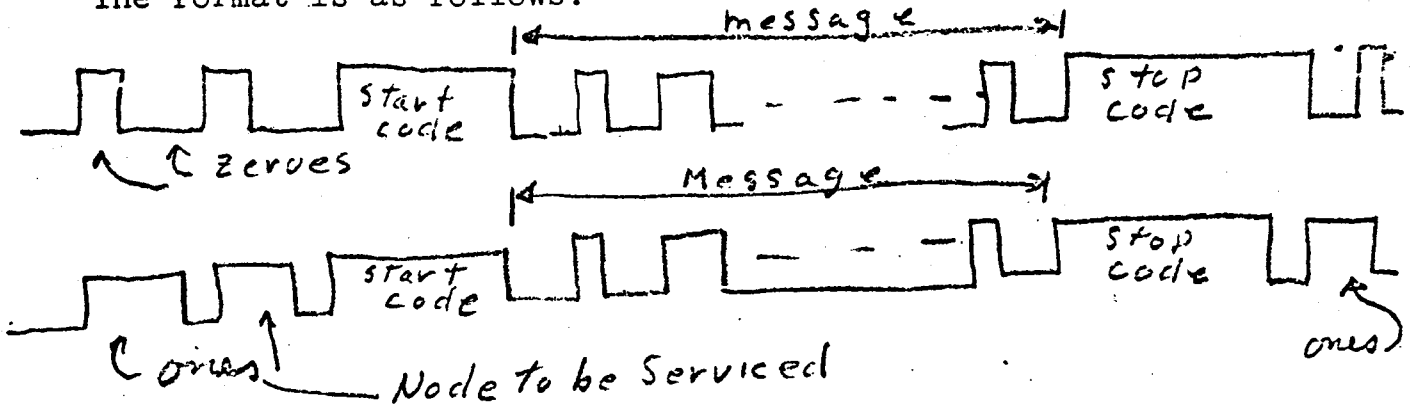 The format is as follows:
message
start code
stop code
zeroes
Message
start code
stop code
ones
Node to be Serviced
ones